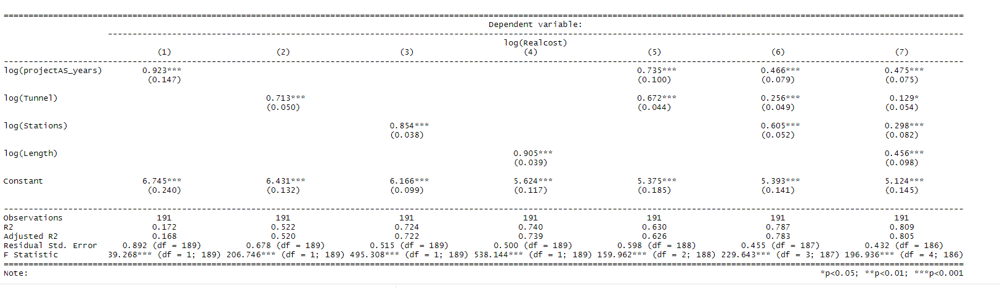 Dependent variable:
log(Realcost)
(1) (2) (3) (4) (5) (6) (7)
log(projectAS_years) 0.923*** 0.735*** 0.466*** 0.475***
(0.147) (0.100) (0.079) (0.075)
log(Tunnel) 0.713*** 0.672*** 0.256*** 0.129*
(0.050) (0.044) (0.049) (0.054)
log(Stations) 0.854*** 0.605*** 0.298***
(0.038) (0.052) (0.082)
log(Length) 0.905*** 0.456***
(0.039) (0.098)
Constant 6.745*** 6.431*** 6.166*** 5.624*** 5.375*** 5.393*** 5.124***
(0.240) (0.132) (0.099) (0.117) (0.185) (0.141) (0.145)
Observations 191 191 191 191 191 191 191
R2 0.172 0.522 0.724 0.740 0.630 0.787 0.809
Adjusted R2 0.168 0.520 0.722 0.739 0.626 0.783 0.805
Residual Std. Error 0.892 (df = 189) 0.678 (df = 189) 0.515 (df = 189) 0.500 (df = 189) 0.598 (df = 188) 0.455 (df = 187) 0.432 (df = 186)
F Statistic 39.268*** (df = 1; 189) 206.746*** (df = 1; 189) 495.308*** (df = 1; 189) 538.144*** (df = 1; 189) 159.962*** (df = 2; 188) 229.643*** (df = 3; 187) 196.936*** (df = 4; 186)
Note: *p<0.05; **p<0.01; ***p<0.001